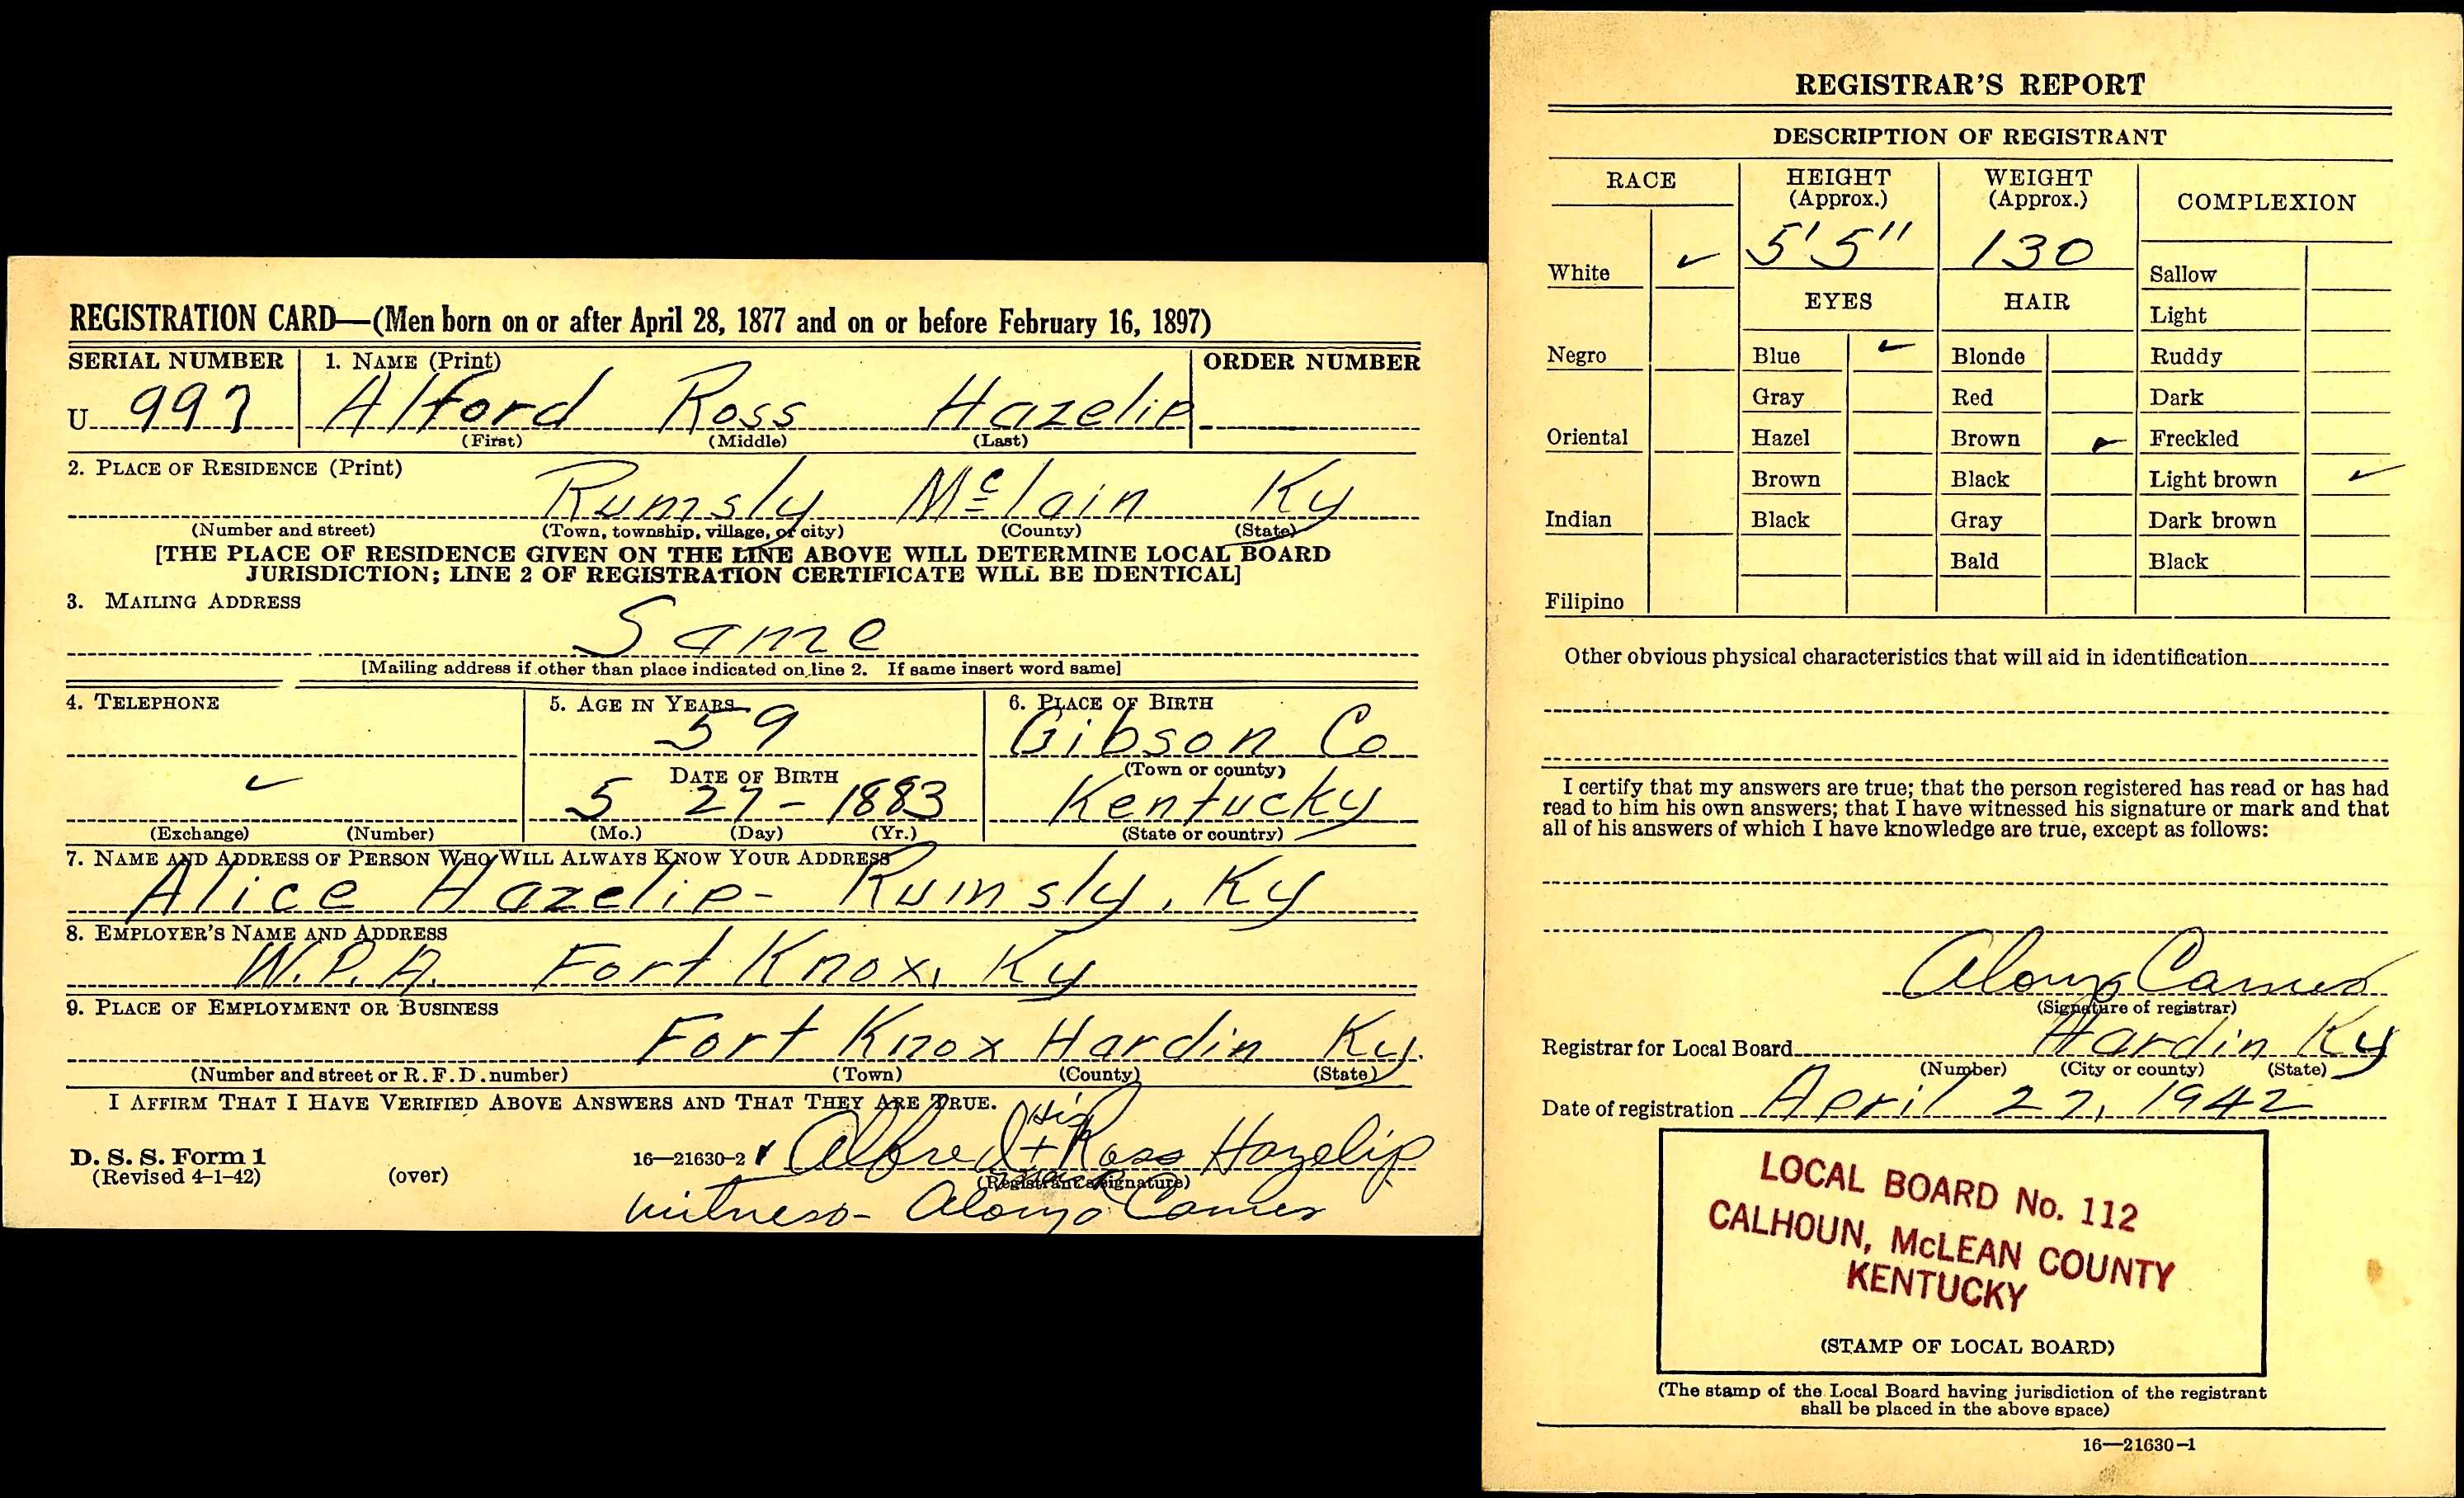 REGISTRATION CARD—(Men born on or after April 28, 1877 and on or before February 16, 1897)
SERIAL NUMBER 1. NAME (Print) ORDER NUMBER
U 997 Alford Ross Hazelip
(First) (Middle) (Last)
2. PLACE OF RESIDENCE (Print)
Rumsly McLain Ky
(Number and street) (Town, township, village, or city) (County) (State)
[THE PLACE OF RESIDENCE GIVEN ON THE LINE ABOVE WILL DETERMINE LOCAL BOARD
JURISDICTION; LINE 2 OF REGISTRATION CERTIFICATE WILL BE IDENTICAL]
3. MAILING ADDRESS
Same
[Mailing address if other than place indicated on line 2. If same insert word same]
4. TELEPHONE 5. AGE IN YEARS 6. PLACE OF BIRTH
59 Gibson Co
DATE OF BIRTH (Town or county)
✓ 5 27 - 1883 Kentucky
(Exchange) (Number) (Mo.) (Day) (Yr.) (State or country)
7. NAME AND ADDRESS OF PERSON WHO WILL ALWAYS KNOW YOUR ADDRESS
Alice Hazelip - Rumsly, Ky
8. EMPLOYER'S NAME AND ADDRESS
W.P.A. Fort Knox, Ky
9. PLACE OF EMPLOYMENT OR BUSINESS
Fort Knox Hardin Ky.
(Number and street or R. F. D. number) (Town) (County) (State)
I AFFIRM THAT I HAVE VERIFIED ABOVE ANSWERS AND THAT THEY ARE TRUE.
His
D. S. S. Form 1
(Revised 4-1-42) (over) 16—21630-2 Alfred + Ross Hazelip
(Registrant's signature)
Witness - Alonzo
REGISTRAR'S REPORT
DESCRIPTION OF REGISTRANT
RACE HEIGHT (Approx.) WEIGHT (Approx.) COMPLEXION
White ✓ 5' 5" 130 Sallow
EYES HAIR Light
Negro Blue ✓ Blonde Ruddy
Gray Red Dark
Oriental Hazel Brown ✓ Freckled
Brown Black Light brown ✓
Indian Black Gray Dark brown
Bald Black
Filipino
Other obvious physical characteristics that will aid in identification
I certify that my answers are true; that the person registered has read or has had
read to him his own answers; that I have witnessed his signature or mark and that
all of his answers of which I have knowledge are true, except as follows:
Alonzo
(Signature of registrar)
Registrar for Local Board Hardin Ky
(Number) (City or county) (State)
Date of registration April 27, 1942
LOCAL BOARD No. 112
CALHOUN, McLEAN COUNTY
KENTUCKY
(STAMP OF LOCAL BOARD)
(The stamp of the Local Board having jurisdiction of the registrant
shall be placed in the above space)
16—21630-1